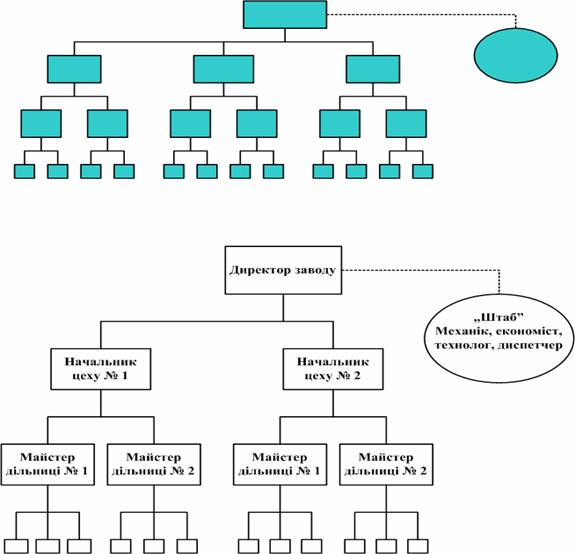 Директор заводу
„Штаб”
Механік, економіст,
технолог, диспетчер
Начальник
цеху № 1
Начальник
цеху № 2
Майстер
дільниці № 1
Майстер
дільниці № 2
Майстер
дільниці № 1
Майстер
дільниці № 2